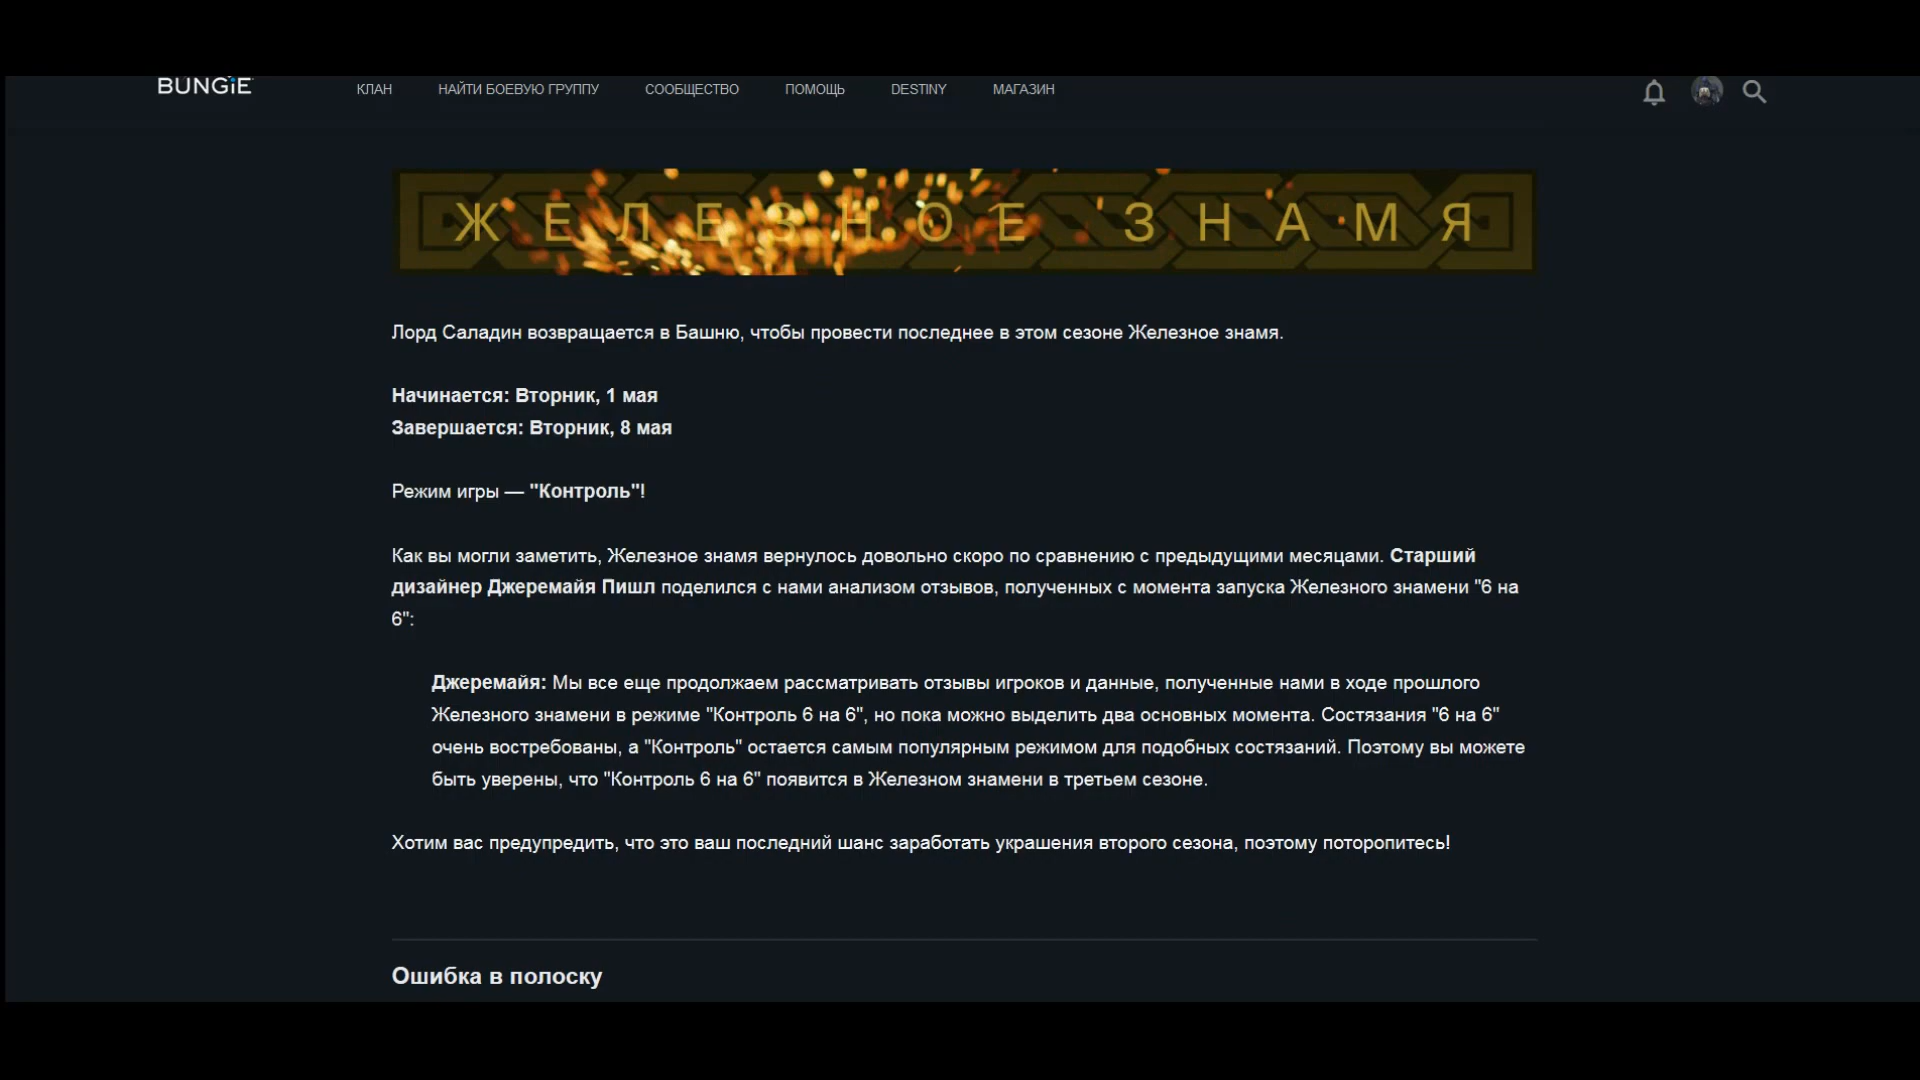 BUNGiE
КЛАН НАЙТИ БОЕВУЮ ГРУППУ СООБЩЕСТВО ПОМОЩЬ DESTINY МАГАЗИН
ЖЕЛЕЗНОЕ ЗНАМЯ
Лорд Саладин возвращается в Башню, чтобы провести последнее в этом сезоне Железное знамя.
Начинается: Вторник, 1 мая
Завершается: Вторник, 8 мая
Режим игры — "Контроль"!
Как вы могли заметить, Железное знамя вернулось довольно скоро по сравнению с предыдущими месяцами. Старший
дизайнер Джеремайя Пишл поделился с нами анализом отзывов, полученных с момента запуска Железного знамени "6 на
6":
Джеремайя: Мы все еще продолжаем рассматривать отзывы игроков и данные, полученные нами в ходе прошлого
Железного знамени в режиме "Контроль 6 на 6", но пока можно выделить два основных момента. Состязания "6 на 6"
очень востребованы, а "Контроль" остается самым популярным режимом для подобных состязаний. Поэтому вы можете
быть уверены, что "Контроль 6 на 6" появится в Железном знамени в третьем сезоне.
Хотим вас предупредить, что это ваш последний шанс заработать украшения второго сезона, поэтому поторопитесь!
Ошибка в полоску